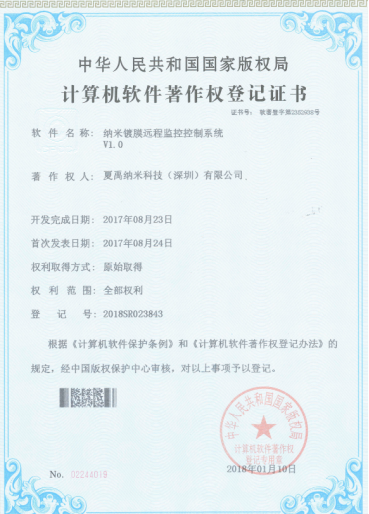 中华人民共和国国家版权局
计算机软件著作权登记证书
证书号： 软著登字第2352938号
软件名称： 纳米镀膜远程监控控制系统
V1.0
著作权人： 夏禹纳米科技（深圳）有限公司
开发完成日期： 2017年08月23日
首次发表日期： 2017年08月24日
权利取得方式： 原始取得
权利范围： 全部权利
登记号： 2018SR023843
根据《计算机软件保护条例》和《计算机软件著作权登记办法》的
规定，经中国版权保护中心审核，对以上事项予以登记。
中华人民共和国国家版权局
计算机软件著作权
登记专用章
2018年01月10日
No. 02244019